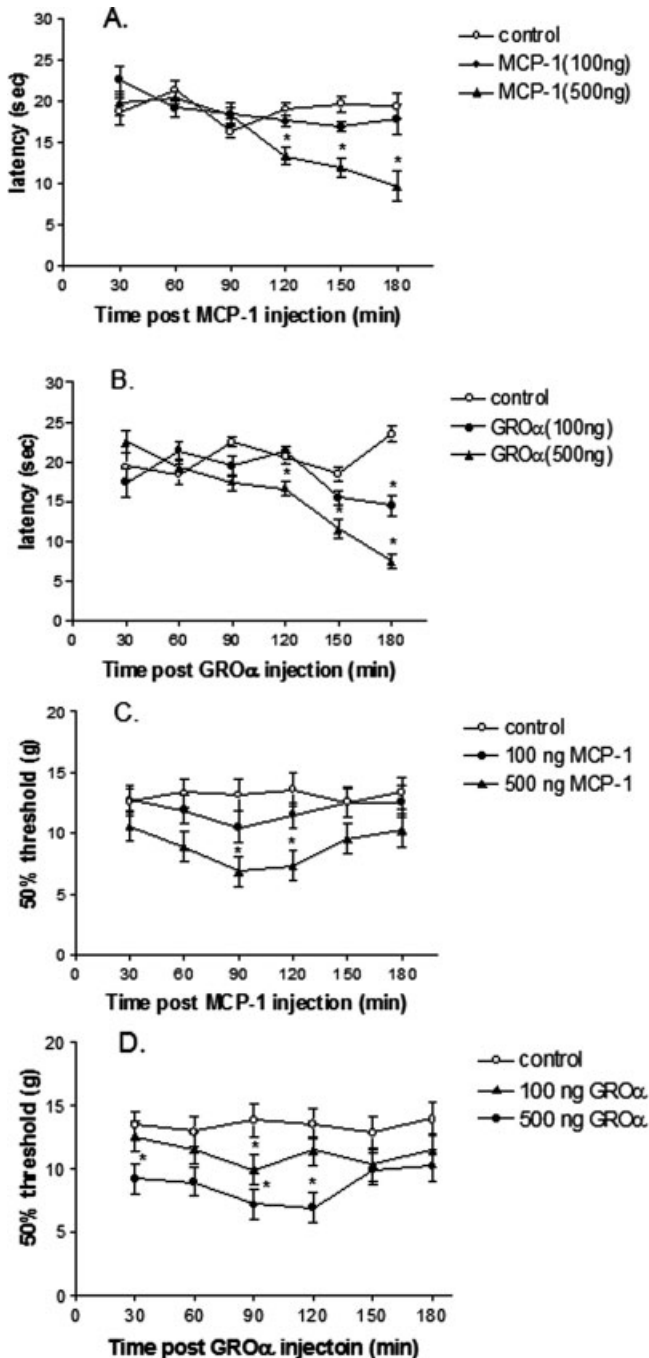 A.
control
MCP-1(100ng)
MCP-1(500ng)
latency (sec)
30
25
20
15
10
5
0
* * *
0 30 60 90 120 150 180
Time post MCP-1 injection (min)
B.
control
GROα(100ng)
GROα(500ng)
latency (sec)
30
25
20
15
10
5
0
* * * *
0 30 60 90 120 150 180
Time post GROα injection (min)
C.
control
100 ng MCP-1
500 ng MCP-1
50% threshold (g)
20
15
10
5
0
* *
0 30 60 90 120 150 180
Time post MCP-1 injection (min)
D.
control
100 ng GROα
500 ng GROα
50% threshold (g)
20
15
10
5
0
* * * *
0 30 60 90 120 150 180
Time post GROα injectoin (min)